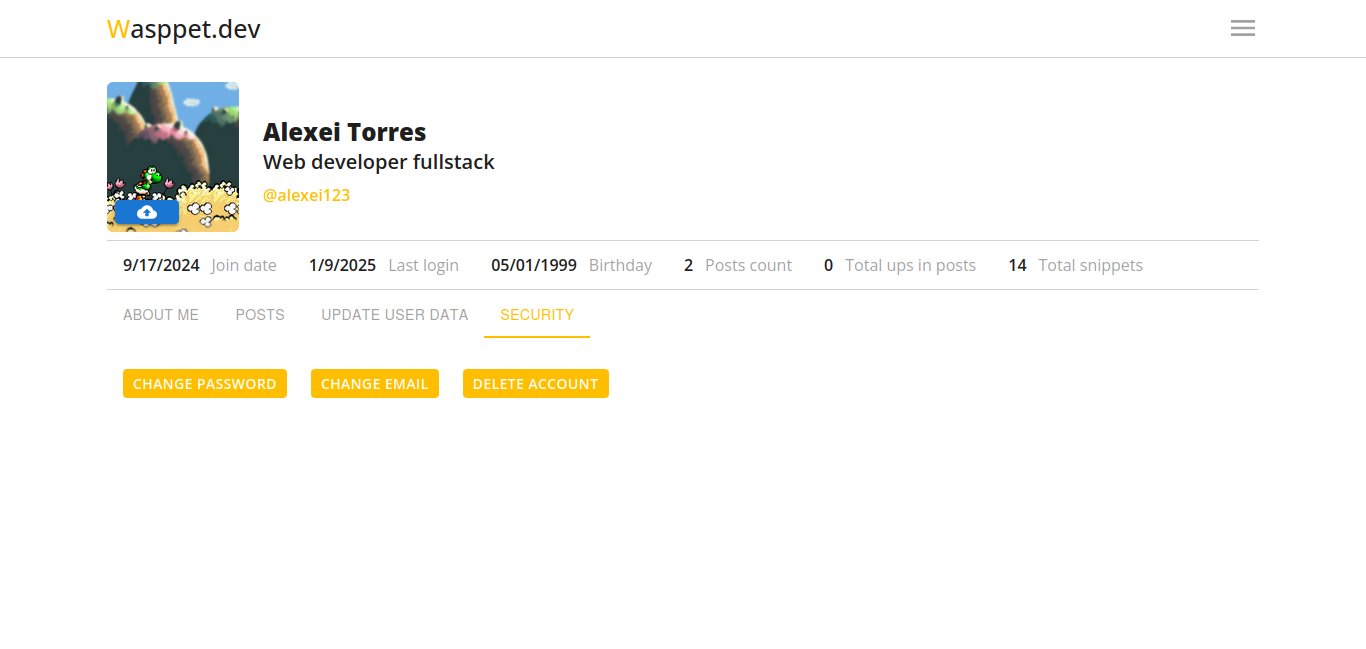 Wasppet.dev
Alexei Torres
Web developer fullstack
@alexei123
9/17/2024 Join date 1/9/2025 Last login 05/01/1999 Birthday 2 Posts count 0 Total ups in posts 14 Total snippets
ABOUT ME POSTS UPDATE USER DATA SECURITY
CHANGE PASSWORD CHANGE EMAIL DELETE ACCOUNT